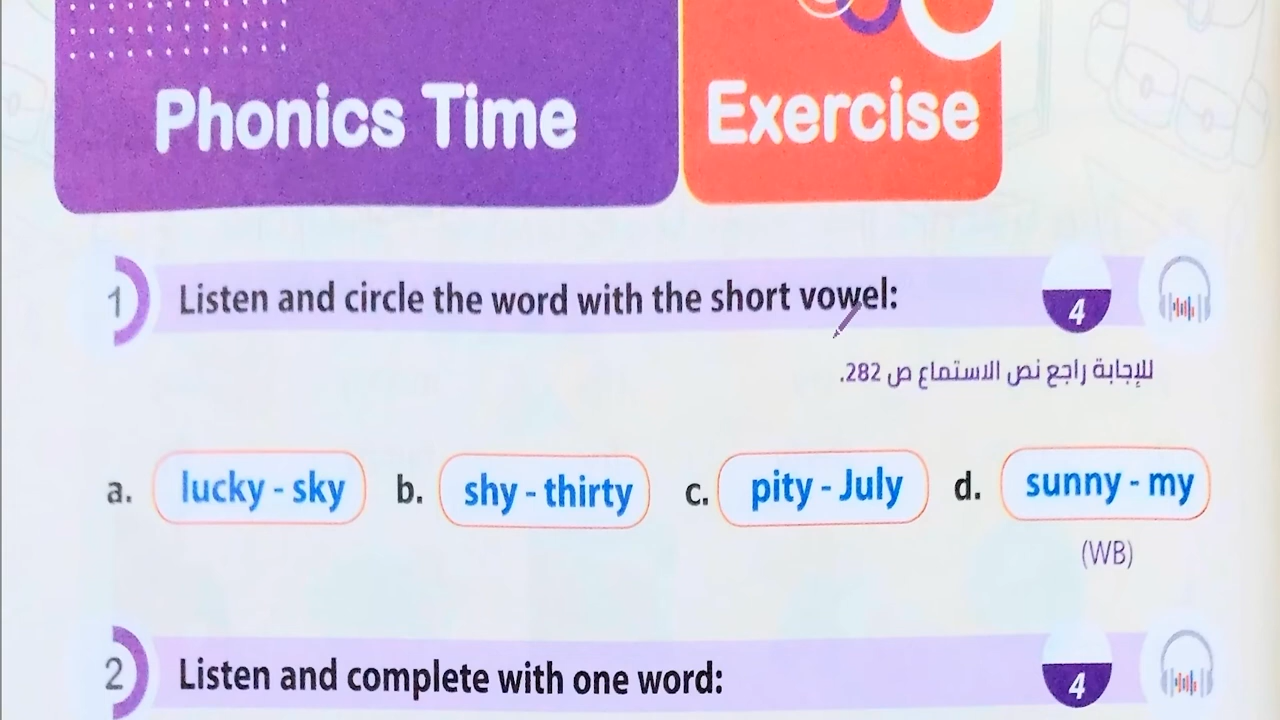 Phonics Time
Exercise
1 Listen and circle the word with the short vowel: 4
للإجابة راجع نص الاستماع ص 282.
a. lucky - sky b. shy - thirty c. pity - July d. sunny - my
(WB)
2 Listen and complete with one word: 4